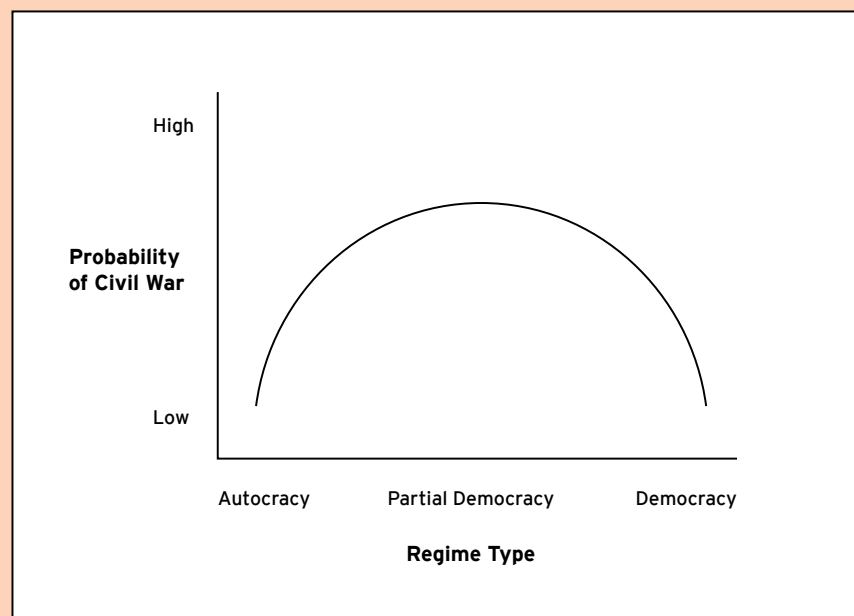 High
Probability
of Civil War
Low
Autocracy Partial Democracy Democracy
Regime Type